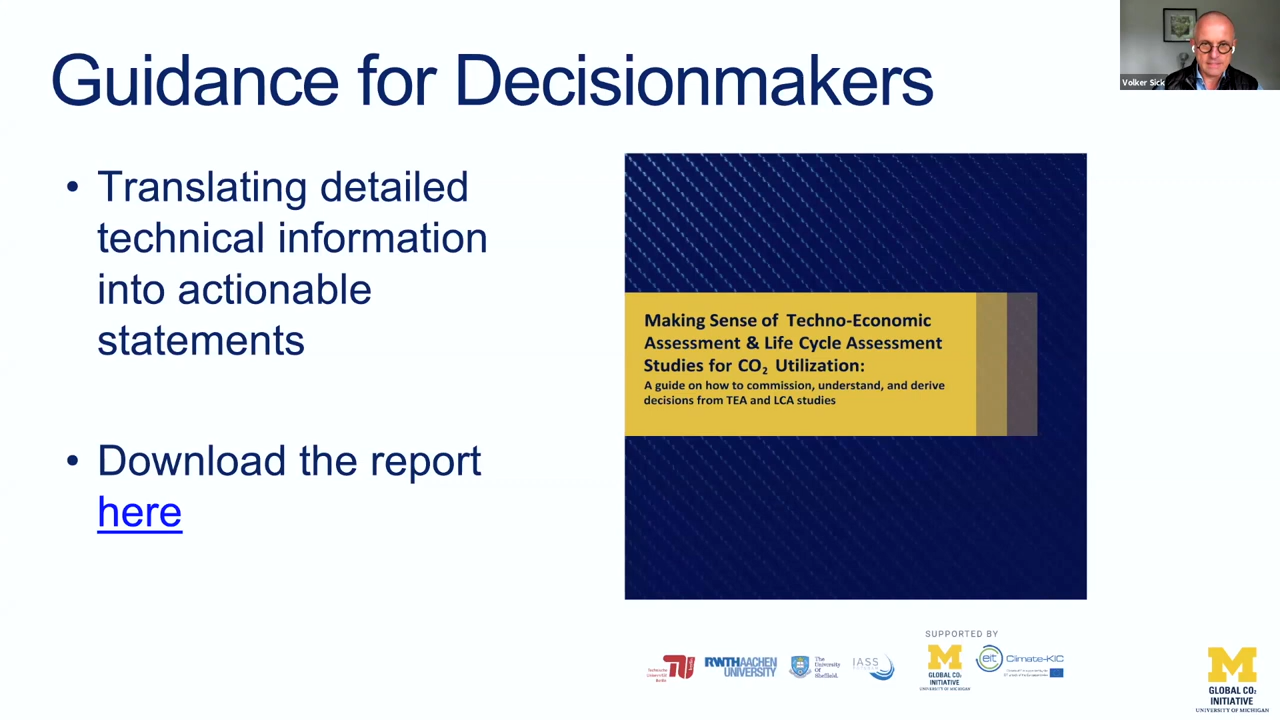 Guidance for Decisionmakers
Volker Sick
• Translating detailed
technical information
into actionable
statements
• Download the report
here
Making Sense of Techno-Economic
Assessment & Life Cycle Assessment
Studies for CO₂ Utilization:
A guide on how to commission, understand, and derive
decisions from TEA and LCA studies
SUPPORTED BY
Technische
Universität
Berlin
RWTH AACHEN
UNIVERSITY
The
University
Of
Sheffield.
IASS
M
GLOBAL CO₂
INITIATIVE
UNIVERSITY OF MICHIGAN
eit Climate-KIC
M
GLOBAL CO₂
INITIATIVE
UNIVERSITY OF MICHIGAN